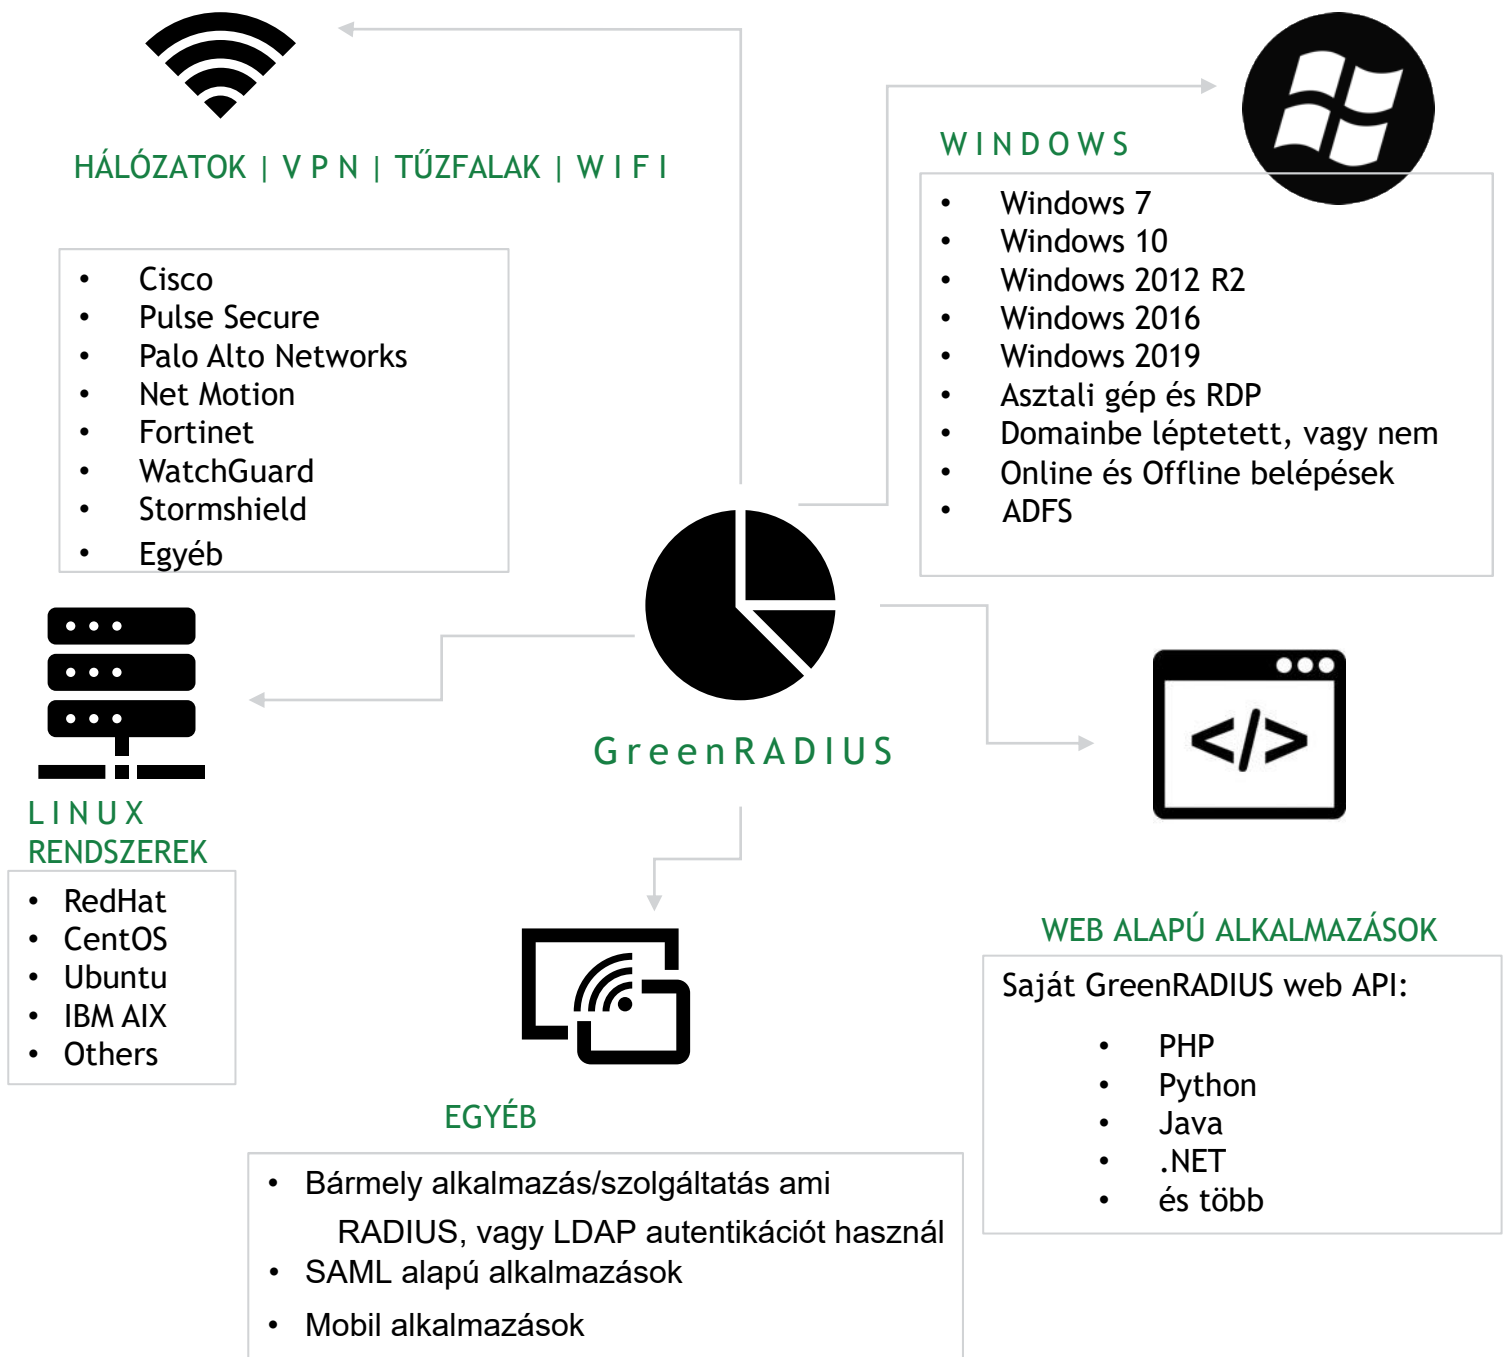 HÁLÓZATOK | V P N | TŰZFALAK | W I F I
• Cisco
• Pulse Secure
• Palo Alto Networks
• Net Motion
• Fortinet
• WatchGuard
• Stormshield
• Egyéb
W I N D O W S
• Windows 7
• Windows 10
• Windows 2012 R2
• Windows 2016
• Windows 2019
• Asztali gép és RDP
• Domainbe léptetett, vagy nem
• Online és Offline belépések
• ADFS
G r e e n R A D I U S
L I N U X
RENDSZEREK
• RedHat
• CentOS
• Ubuntu
• IBM AIX
• Others
</>
WEB ALAPÚ ALKALMAZÁSOK
Saját GreenRADIUS web API:
• PHP
• Python
• Java
• .NET
• és több
EGYÉB
• Bármely alkalmazás/szolgáltatás ami
RADIUS, vagy LDAP autentikációt használ
• SAML alapú alkalmazások
• Mobil alkalmazások